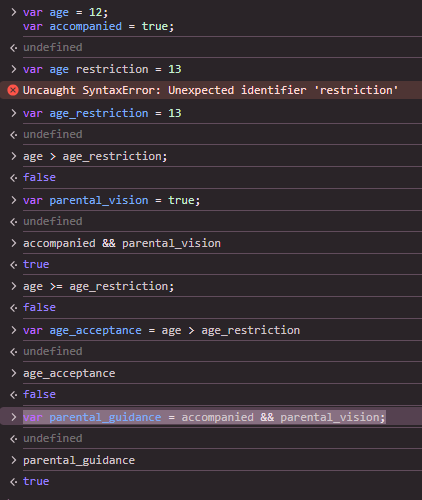 var age = 12;
var accompanied = true;
undefined
var age restriction = 13
Uncaught SyntaxError: Unexpected identifier 'restriction'
var age_restriction = 13
undefined
age > age_restriction;
false
var parental_vision = true;
undefined
accompanied && parental_vision
true
age >= age_restriction;
false
var age_acceptance = age > age_restriction
undefined
age_acceptance
false
var parental_guidance = accompanied && parental_vision;
undefined
parental_guidance
true